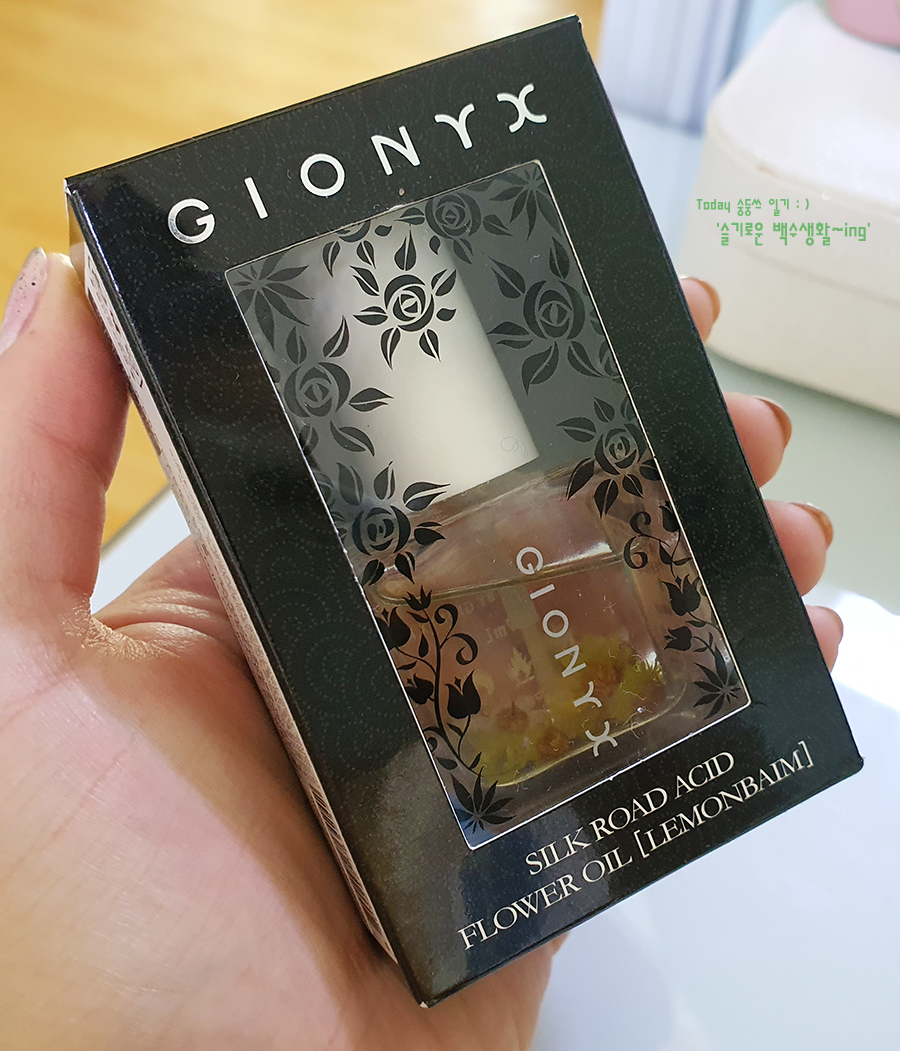 GIONYX
Today 숭둥쓰 일기 : )
'슬기로운 백수생활~ing'
GIONYX
SILK ROAD ACID
FLOWER OIL [LEMONBAIM]